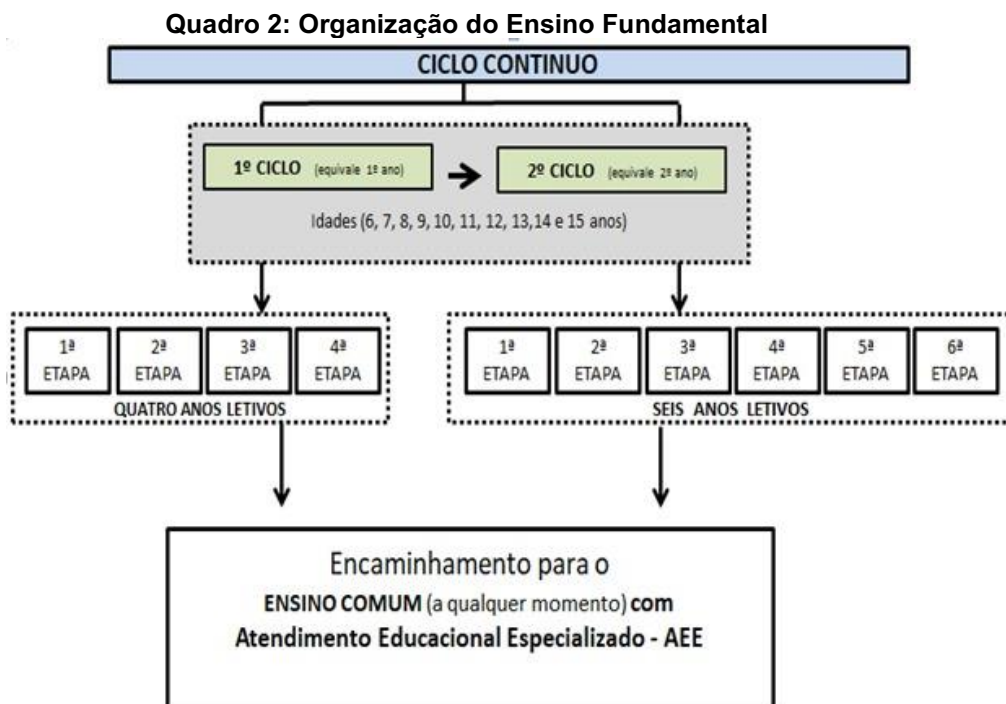 Quadro 2: Organização do Ensino Fundamental
CICLO CONTINUO
1º CICLO (equivale 1º ano)
2º CICLO (equivale 2º ano)
Idades (6, 7, 8, 9, 10, 11, 12, 13,14 e 15 anos)
1ª
ETAPA
2ª
ETAPA
3ª
ETAPA
4ª
ETAPA
QUATRO ANOS LETIVOS
1ª
ETAPA
2ª
ETAPA
3ª
ETAPA
4ª
ETAPA
5ª
ETAPA
6ª
ETAPA
SEIS ANOS LETIVOS
Encaminhamento para o
ENSINO COMUM (a qualquer momento) com
Atendimento Educacional Especializado - AEE